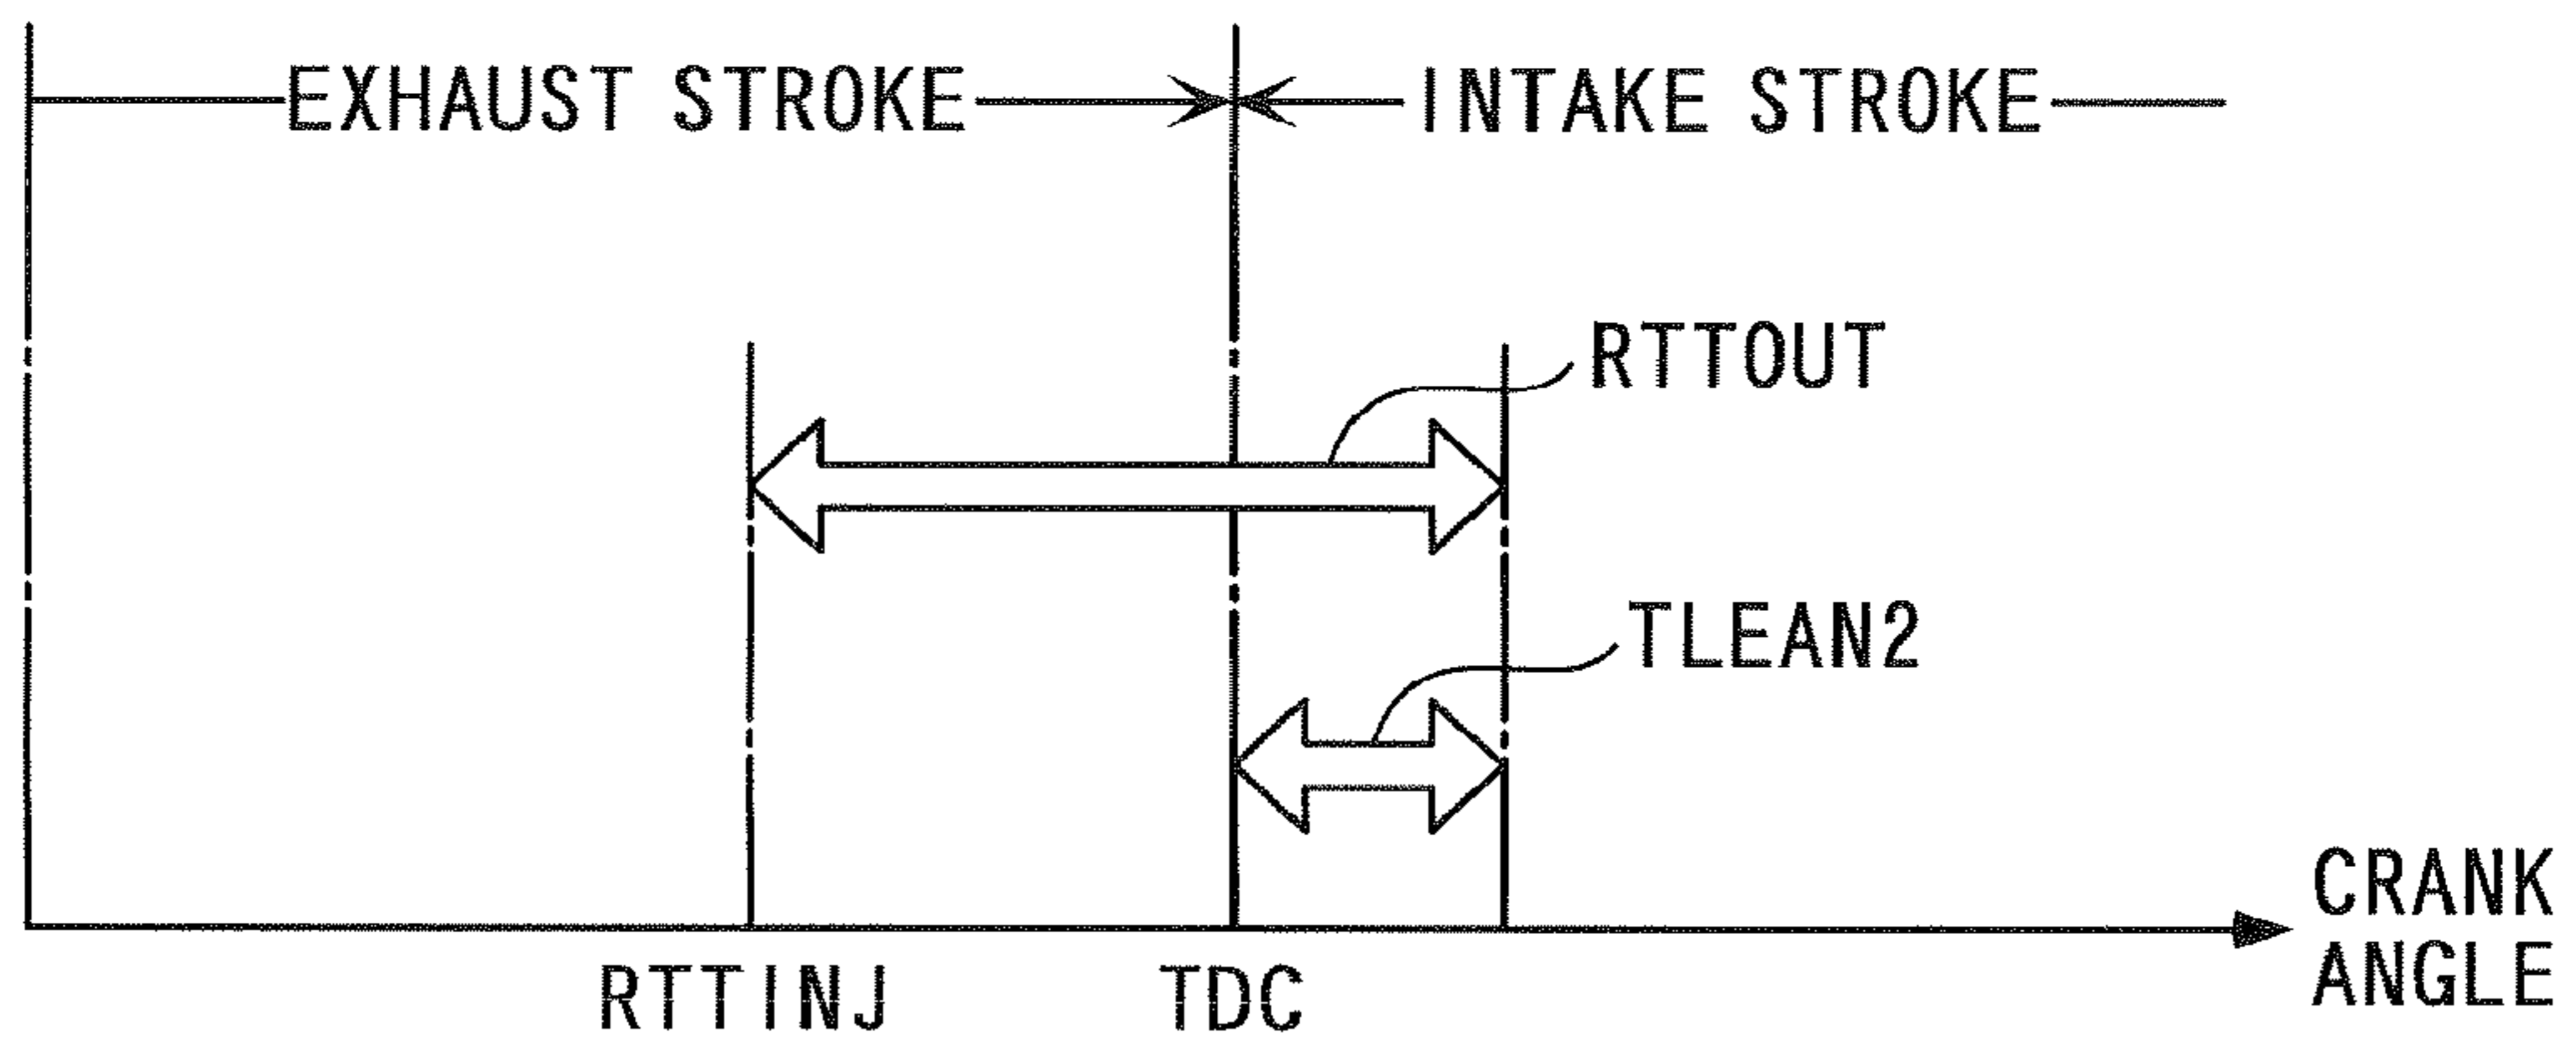 EXHAUST STROKE
INTAKE STROKE
RTTOUT
TLEAN2
CRANK
ANGLE
RTTINJ
TDC